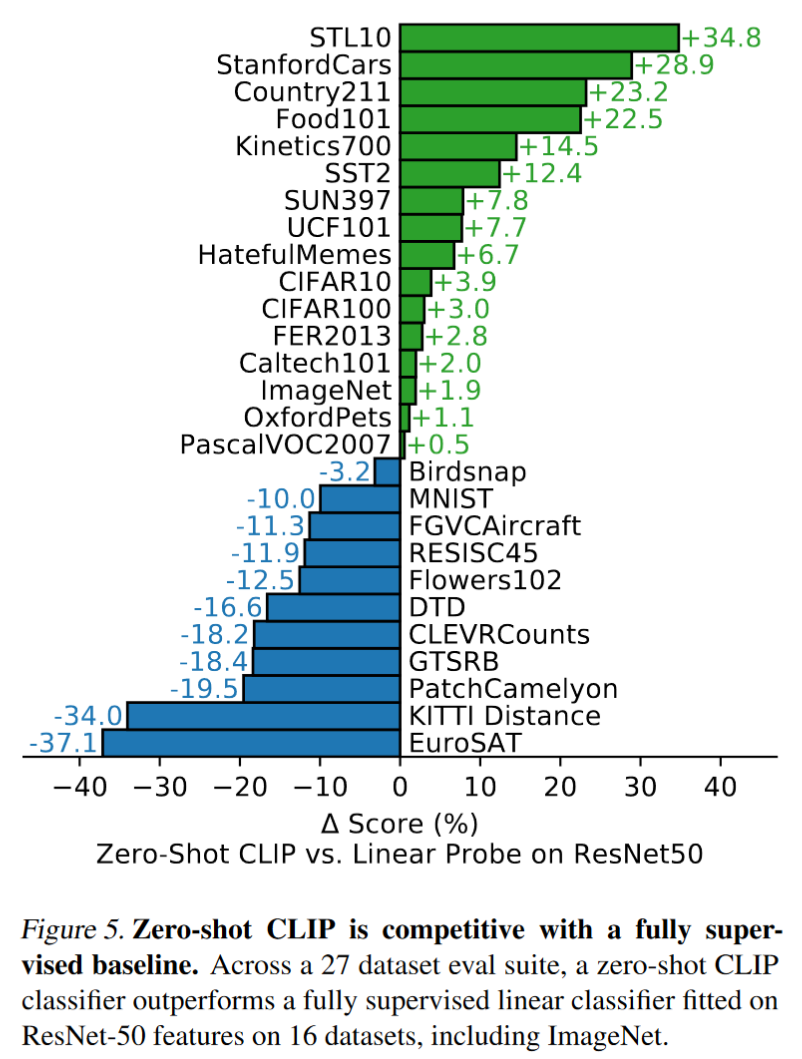 STL10 +34.8
StanfordCars +28.9
Country211 +23.2
Food101 +22.5
Kinetics700 +14.5
SST2 +12.4
SUN397 +7.8
UCF101 +7.7
HatefulMemes +6.7
CIFAR10 +3.9
CIFAR100 +3.0
FER2013 +2.8
Caltech101 +2.0
ImageNet +1.9
OxfordPets +1.1
PascalVOC2007 +0.5
-3.2 Birdsnap
-10.0 MNIST
-11.3 FGVCAircraft
-11.9 RESISC45
-12.5 Flowers102
-16.6 DTD
-18.2 CLEVRCounts
-18.4 GTSRB
-19.5 PatchCamelyon
-34.0 KITTI Distance
-37.1 EuroSAT
−40 −30 −20 −10 0 10 20 30 40
Δ Score (%)
Zero-Shot CLIP vs. Linear Probe on ResNet50
Figure 5. Zero-shot CLIP is competitive with a fully super-
vised baseline. Across a 27 dataset eval suite, a zero-shot CLIP
classifier outperforms a fully supervised linear classifier fitted on
ResNet-50 features on 16 datasets, including ImageNet.